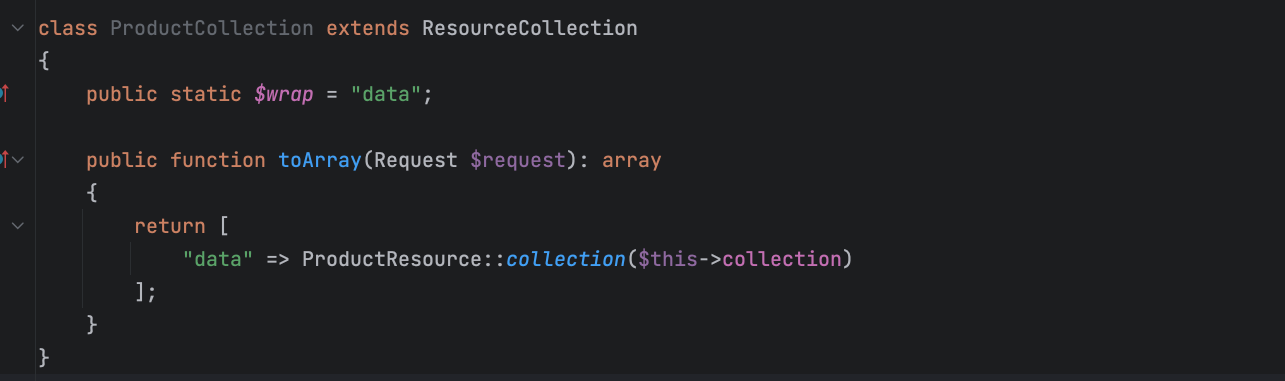 class ProductCollection extends ResourceCollection
{
    public static $wrap = "data";

    public function toArray(Request $request): array
    {
        return [
            "data" => ProductResource::collection($this->collection)
        ];
    }
}